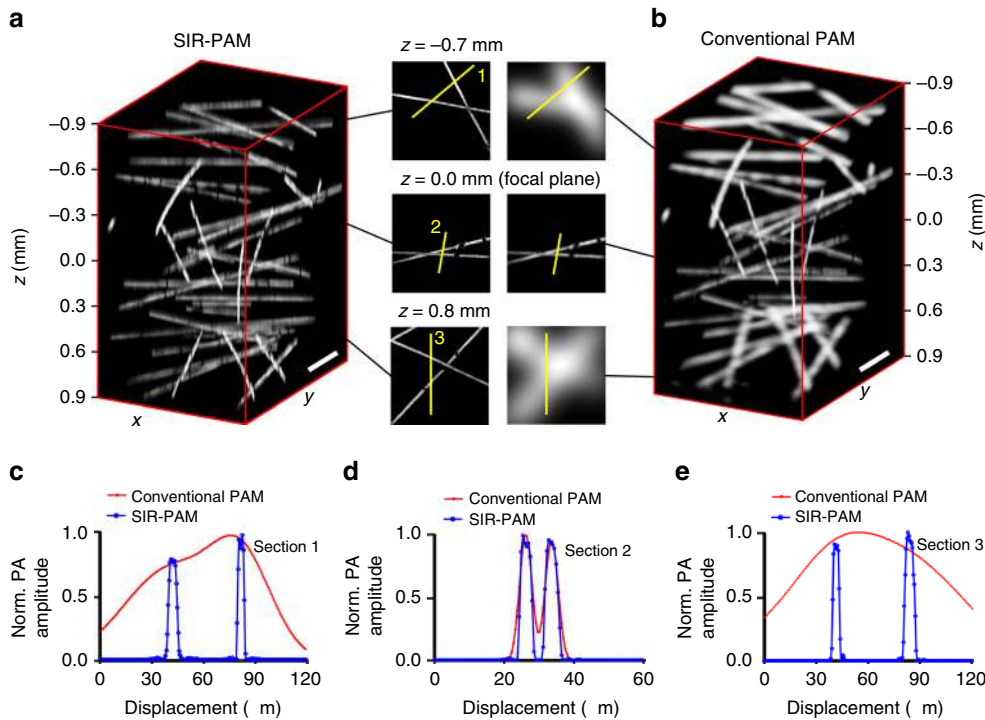 a
SIR-PAM
z = –0.7 mm
b
Conventional PAM
1
–0.9
–0.6
–0.3
0.0
0.3
0.6
0.9
z (mm)
z = 0.0 mm (focal plane)
2
z = 0.8 mm
3
x
y
–0.9
–0.6
–0.3
0.0
0.3
0.6
0.9
z (mm)
x
y
c
Conventional PAM
SIR-PAM
Section 1
Norm. PA
amplitude
1.0
0.5
0.0
0 30 60 90 120
Displacement ( m)
d
Conventional PAM
SIR-PAM
Section 2
Norm. PA
amplitude
1.0
0.5
0.0
0 20 40 60
Displacement ( m)
e
Conventional PAM
SIR-PAM
Section 3
Norm. PA
amplitude
1.0
0.5
0.0
0 30 60 90 120
Displacement ( m)